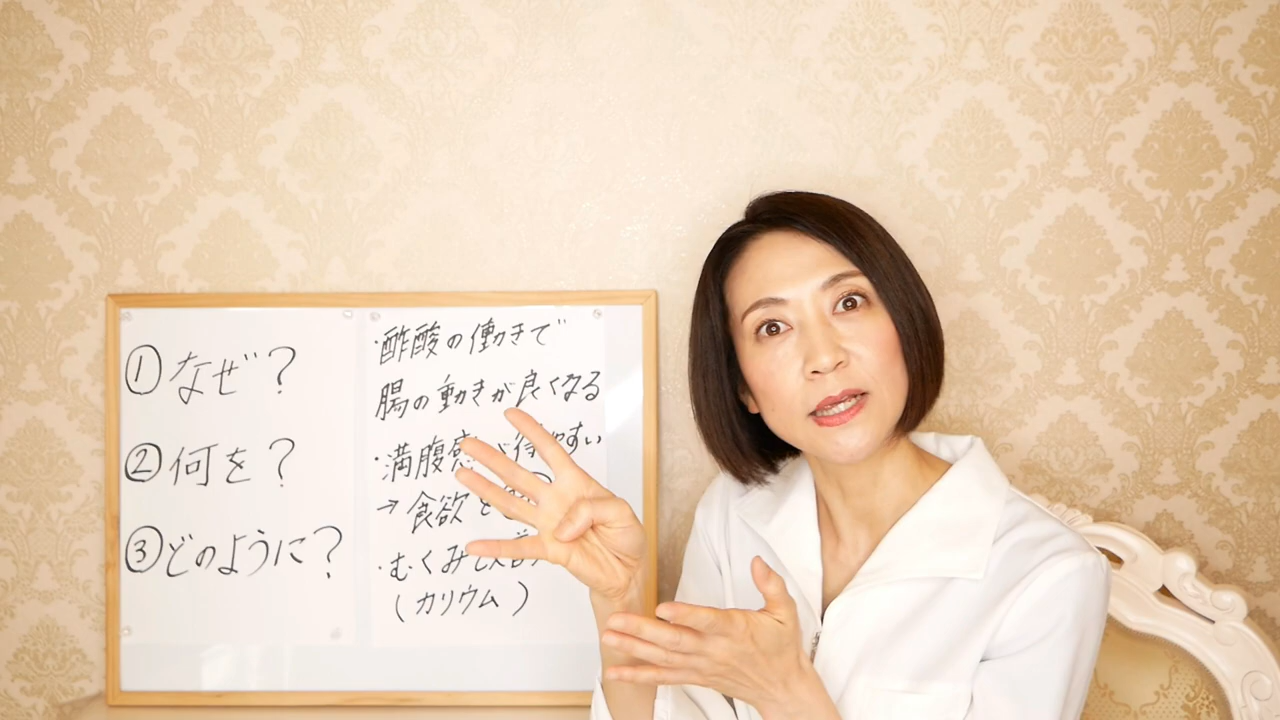 ① なぜ?
② 何を?
③ どのように?
・酢酸の働きで
腸の動きが良くなる
・満腹感
→ 食欲
・むくみ
(カリウム)